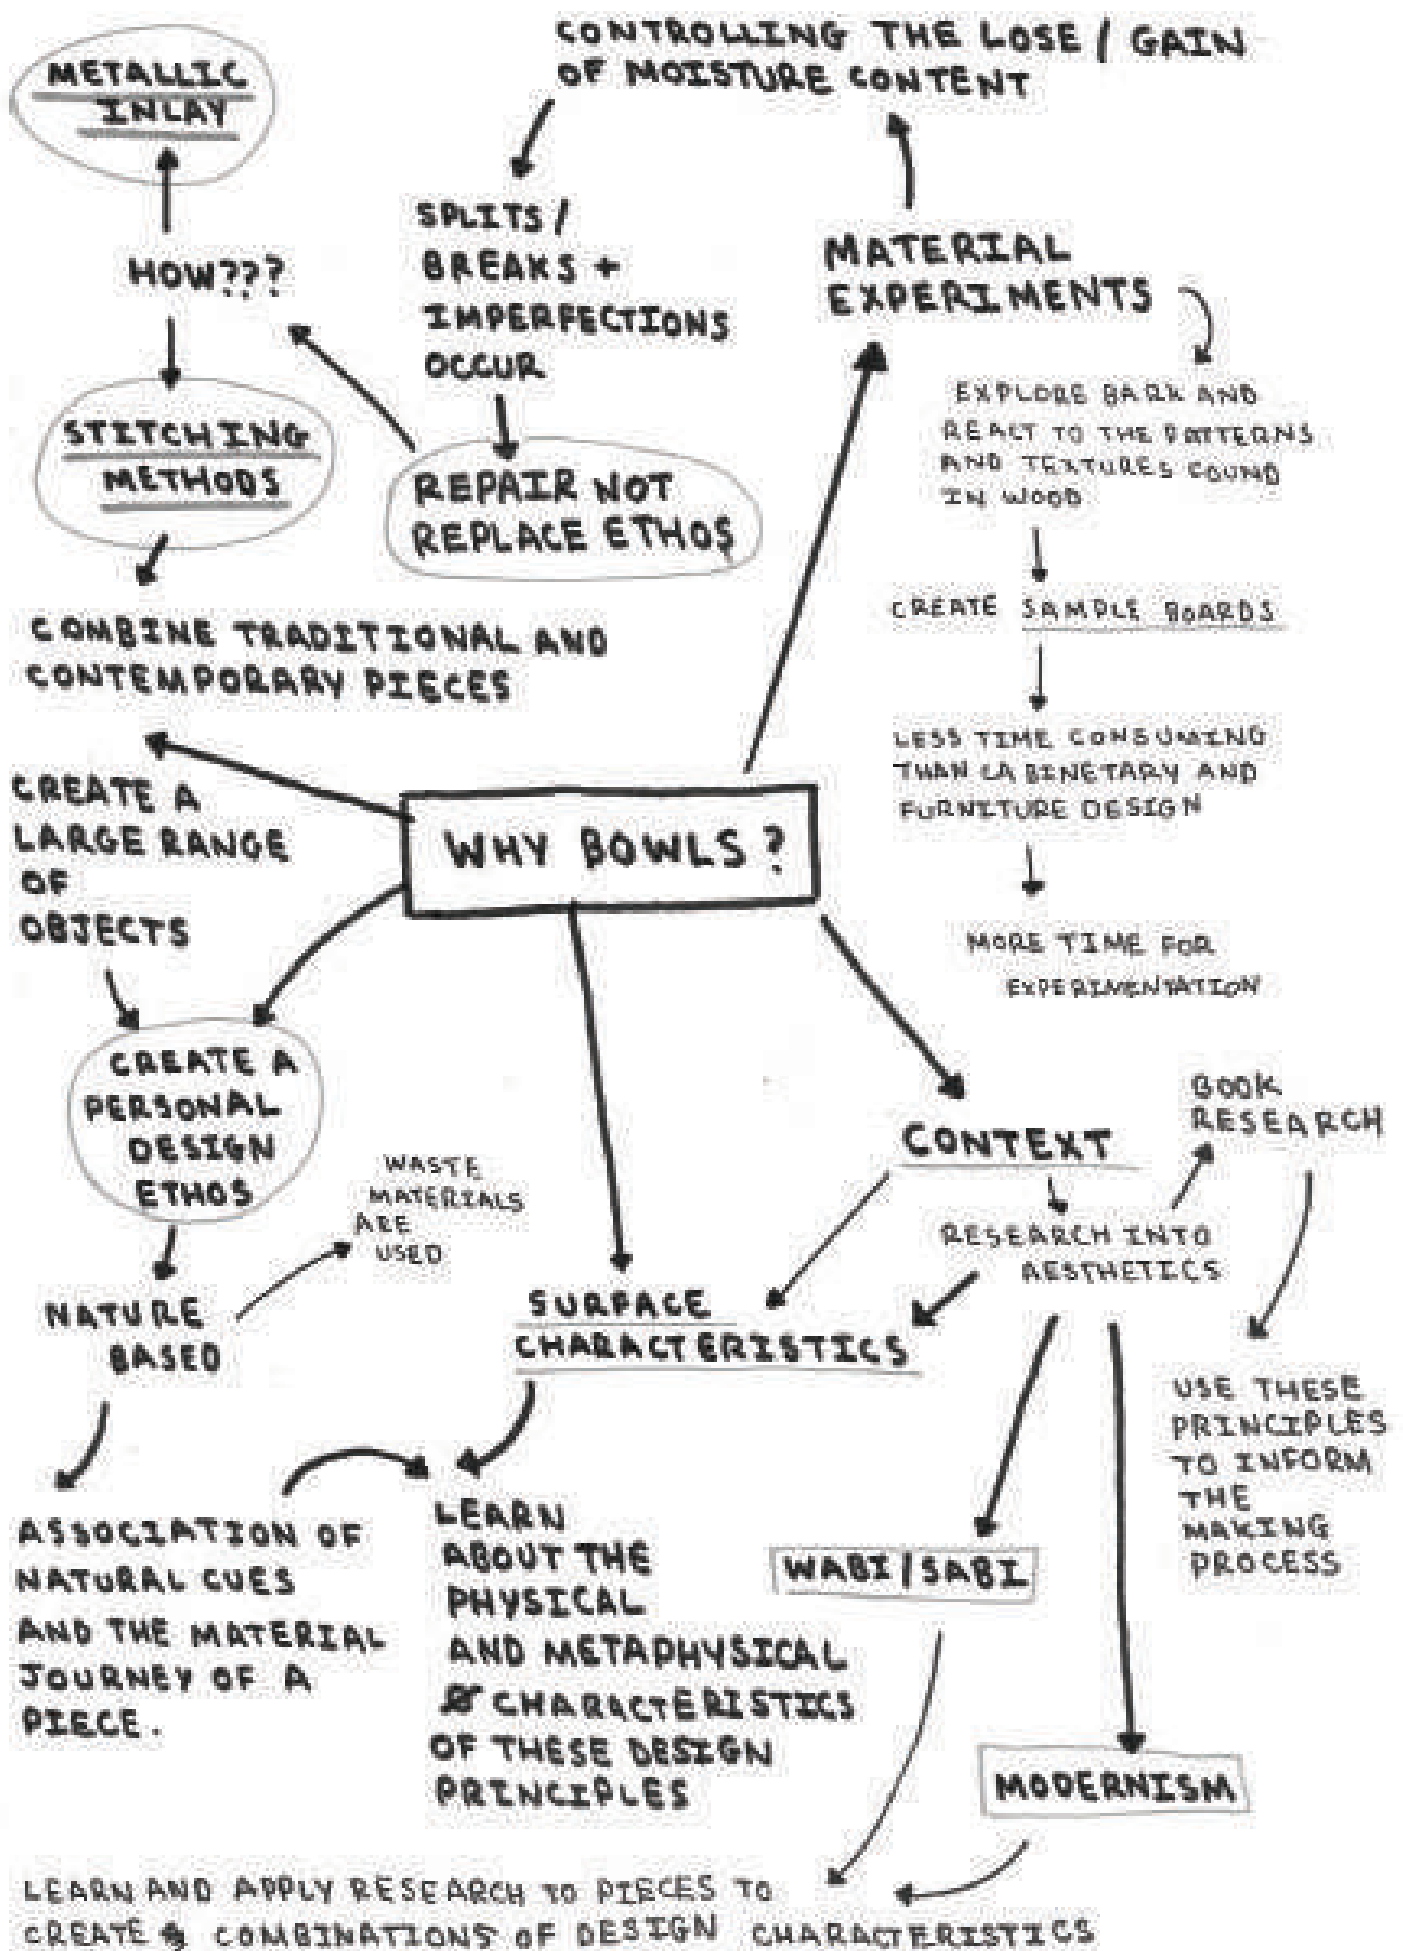 METALLIC
INLAY
HOW???
STITCHING
METHODS
COMBINE TRADITIONAL AND
CONTEMPORARY PIECES
CONTROLLING THE LOSE / GAIN
OF MOISTURE CONTENT
SPLITS /
BREAKS +
IMPERFECTIONS
OCCUR
REPAIR NOT
REPLACE ETHOS
MATERIAL
EXPERIMENTS
EXPLORE BARK AND
REACT TO THE PATTERNS
AND TEXTURES FOUND
IN WOOD
CREATE SAMPLE BOARDS
LESS TIME CONSUMING
THAN CABINETARY AND
FURNITURE DESIGN
MORE TIME FOR
EXPERIMENTATION
WHY BOWLS?
CREATE A
LARGE RANGE
OF
OBJECTS
CREATE A
PERSONAL
DESIGN
ETHOS
NATURE
BASED
WASTE
MATERIALS
ARE
USED
ASSOCIATION OF
NATURAL CUES
AND THE MATERIAL
JOURNEY OF A
PIECE.
SURFACE
CHARACTERISTICS
LEARN
ABOUT THE
PHYSICAL
AND METAPHYSICAL
CHARACTERISTICS
OF THESE DESIGN
PRINCIPLES
CONTEXT
RESEARCH INTO
AESTHETICS
BOOK
RESEARCH
USE THESE
PRINCIPLES
TO INFORM
THE
MAKING
PROCESS
WABI/SABI
MODERNISM
LEARN AND APPLY RESEARCH TO PIECES TO
CREATE COMBINATIONS OF DESIGN CHARACTERISTICS